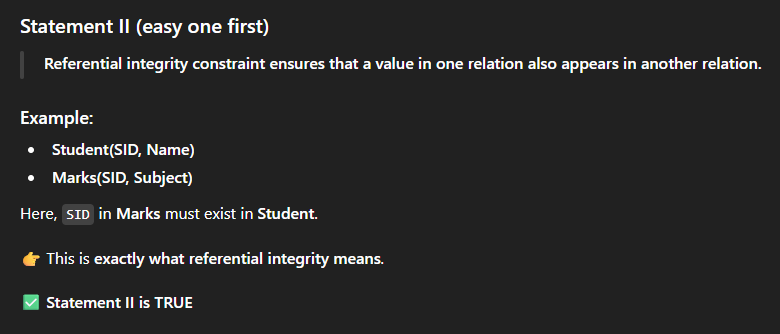 Statement II (easy one first)
Referential integrity constraint ensures that a value in one relation also appears in another relation.
Example:
• Student(SID, Name)
• Marks(SID, Subject)
Here, SID in Marks must exist in Student.
👉 This is exactly what referential integrity means.
✅ Statement II is TRUE